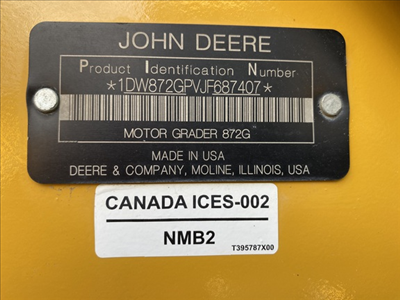 JOHN DEERE
Product Identification Number
*1DW872GPVJF687407*
MOTOR GRADER 872G
MADE IN USA
DEERE & COMPANY, MOLINE, ILLINOIS, USA
CANADA ICES-002
NMB2
T395787X00